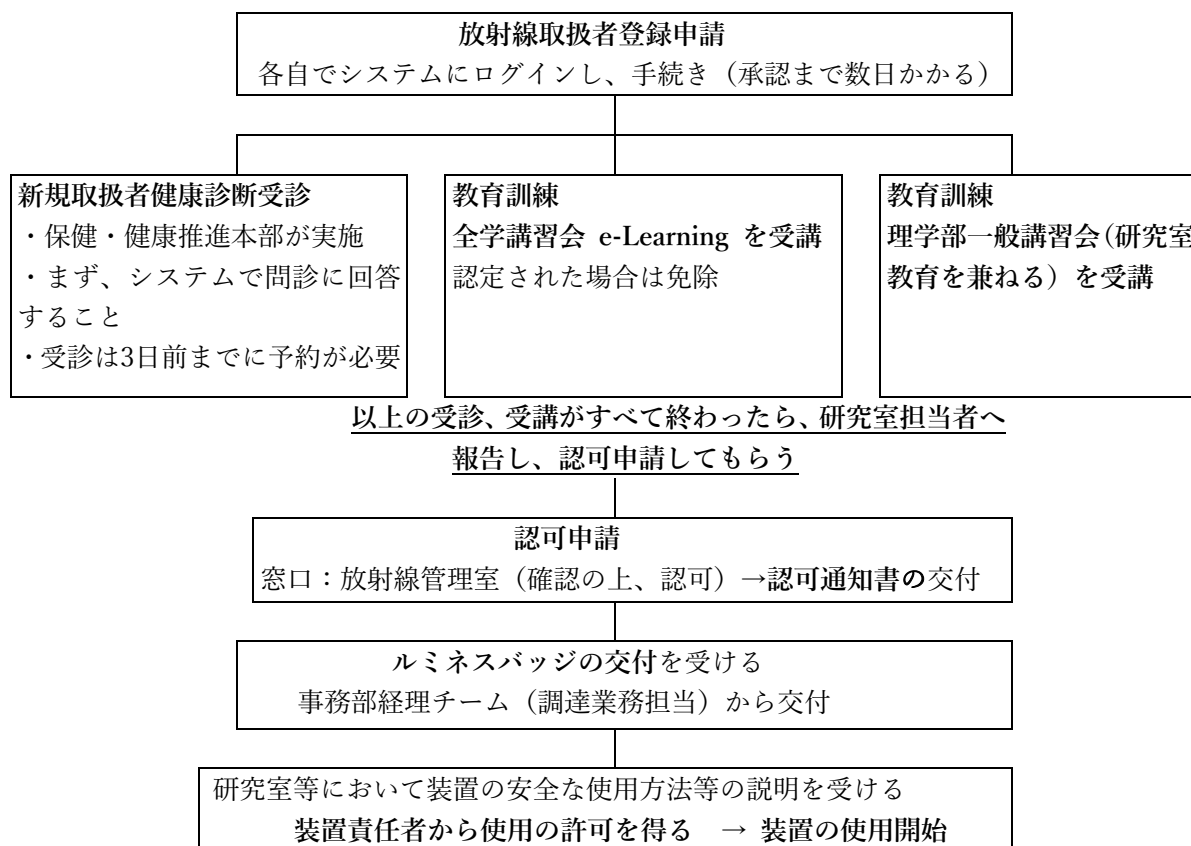 放射線取扱者登録申請
各自でシステムにログインし、手続き（承認まで数日かかる）
新規取扱者健康診断受診
・保健・健康推進本部が実施
・まず、システムで問診に回答
すること
・受診は3日前までに予約が必要
教育訓練
全学講習会 e-Learning を受講
認定された場合は免除
教育訓練
理学部一般講習会（研究室
教育を兼ねる）を受講
以上の受診、受講がすべて終わったら、研究室担当者へ
報告し、認可申請してもらう
認可申請
窓口：放射線管理室（確認の上、認可）→認可通知書の交付
ルミネスバッジの交付を受ける
事務部経理チーム（調達業務担当）から交付
研究室等において装置の安全な使用方法等の説明を受ける
装置責任者から使用の許可を得る　→ 装置の使用開始